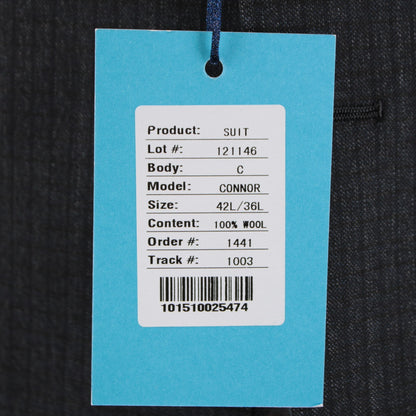 Product: SUIT
Lot #: 121146
Body: C
Model: CONNOR
Size: 42L/36L
Content: 100% WOOL
Order #: 1441
Track #: 1003
101510025474